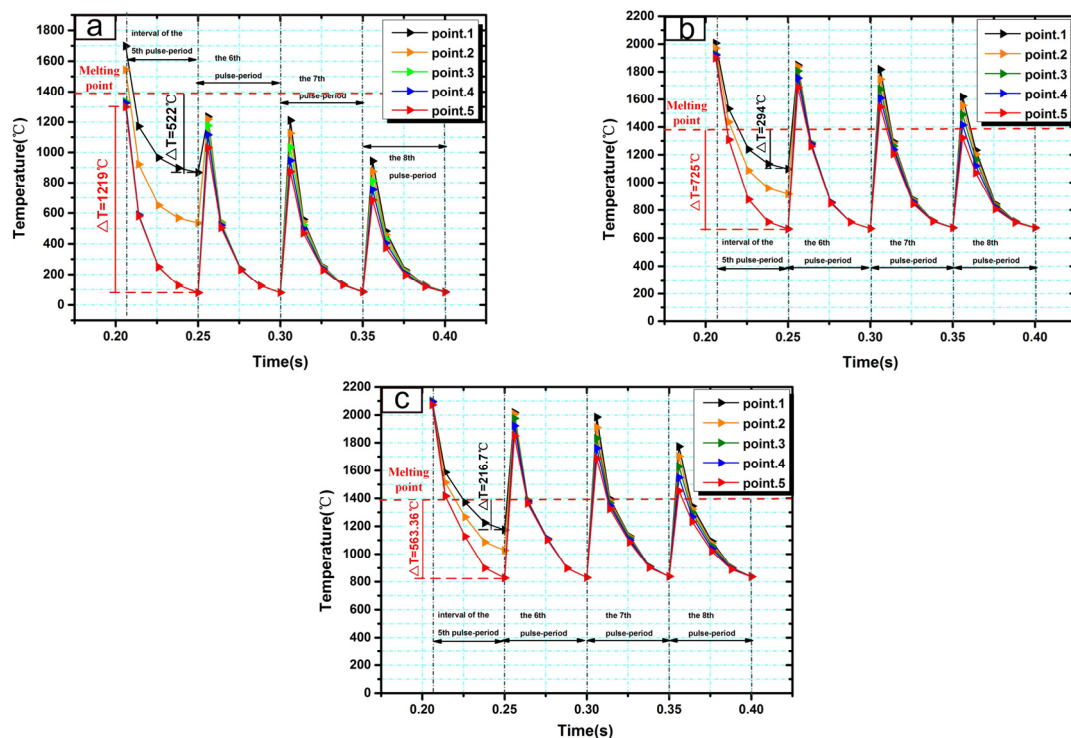 a
1800
1600
1400
1200
1000
800
600
400
200
0
Temperature(℃)
Melting
point
interval of the
5th pulse-period
the 6th
pulse-period
the 7th
pulse-period
the 8th
pulse-period
△T=522℃
△T=1219℃
point.1
point.2
point.3
point.4
point.5
0.20
0.25
0.30
0.35
0.40
Time(s)
b
2200
2000
1800
1600
1400
1200
1000
800
600
400
200
0
Temperature(℃)
Melting
point
△T=294℃
△T=725℃
interval of the
5th pulse-period
the 6th
pulse-period
the 7th
pulse-period
the 8th
pulse-period
point.1
point.2
point.3
point.4
point.5
0.20
0.25
0.30
0.35
0.40
Time(s)
c
2200
2000
1800
1600
1400
1200
1000
800
600
400
200
0
Temperature(℃)
Melting
point
△T=216.7℃
△T=563.36℃
interval of the
5th pulse-period
the 6th
pulse-period
the 7th
pulse-period
the 8th
pulse-period
point.1
point.2
point.3
point.4
point.5
0.20
0.25
0.30
0.35
0.40
Time(s)